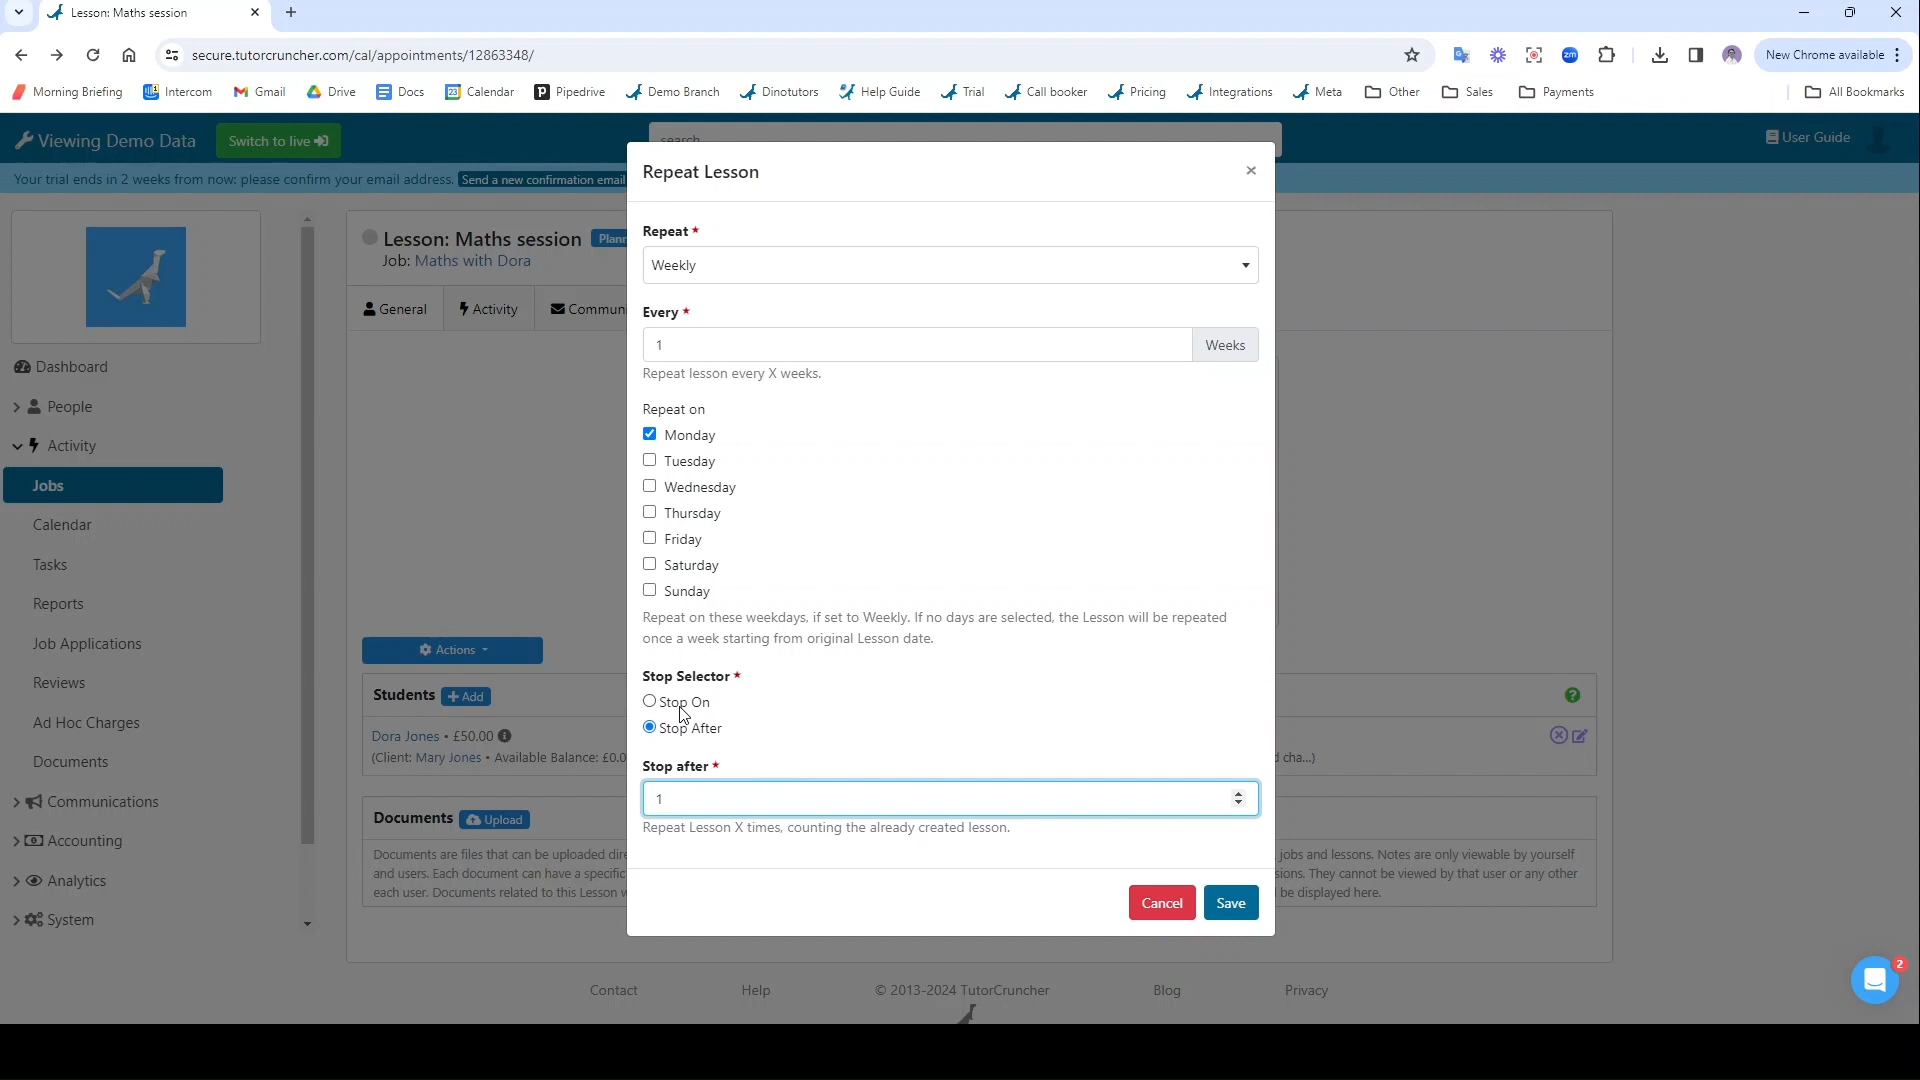 Lesson: Maths session
secure.tutorcruncher.com/cal/appointments/12863348/
New Chrome available
Morning Briefing Intercom Gmail Drive Docs Calendar Pipedrive Demo Branch Dinotutors Help Guide Trial Call booker Pricing Integrations Meta Other Sales Payments All Bookmarks
Viewing Demo Data Switch to live search User Guide
Your trial ends in 2 weeks from now: please confirm your email address. Send a new confirmation email
Repeat Lesson
Lesson: Maths session
Job: Maths with Dora
General Activity
Dashboard
People
Activity
Jobs
Calendar
Tasks
Reports
Job Applications
Reviews
Ad Hoc Charges
Documents
Communications
Accounting
Analytics
System
Actions
Students + Add
Dora Jones • £50.00
(Client: Mary Jones • Available Balance: £0.0
Documents Upload
Documents are files that can be uploaded
and users. Each document can have a specific
each user. Documents related to this Lesson
Repeat *
Weekly
Every *
1 Weeks
Repeat lesson every X weeks.
Repeat on
Monday
Tuesday
Wednesday
Thursday
Friday
Saturday
Sunday
Repeat on these weekdays, if set to Weekly. If no days are selected, the Lesson will be repeated
once a week starting from original Lesson date.
Stop Selector *
Stop On
Stop After
Stop after *
1
Repeat Lesson X times, counting the already created lesson.
Cancel Save
jobs and lessons. Notes are only viewable by yourself
They cannot be viewed by that user or any other
be displayed here.
2
Contact Help © 2013-2024 TutorCruncher Blog Privacy